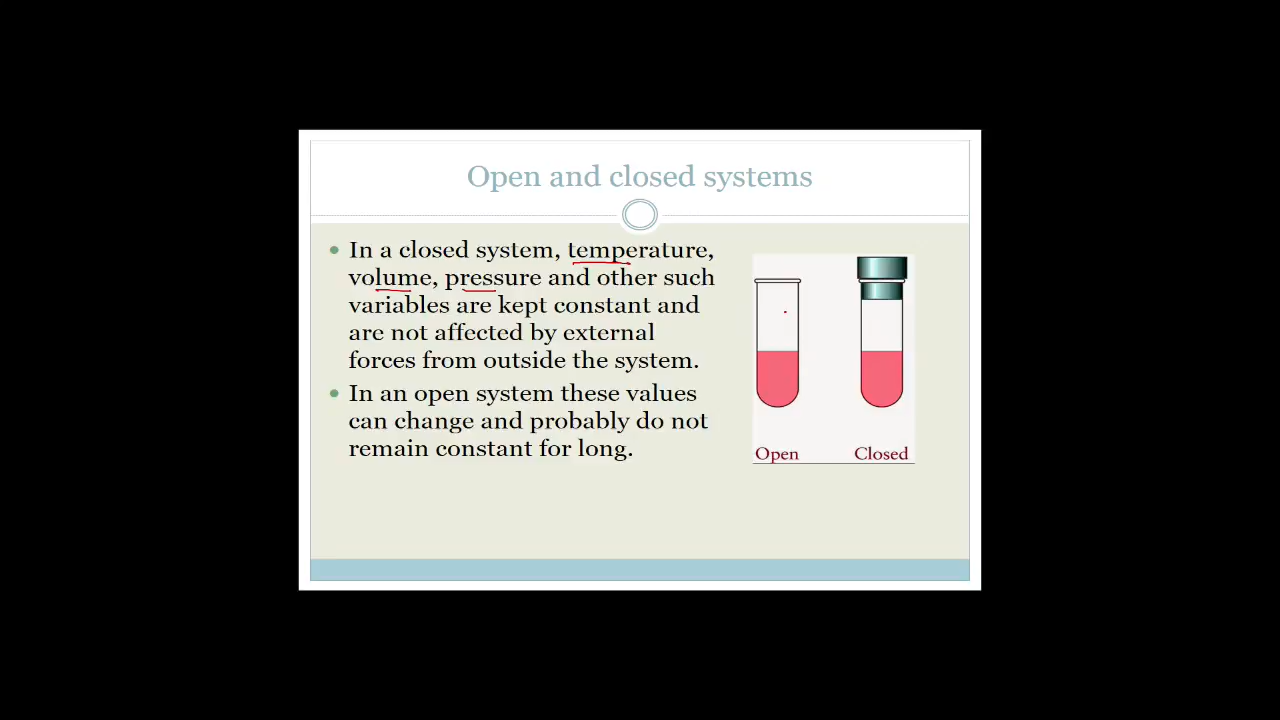 Open and closed systems
In a closed system, temperature,
volume, pressure and other such
variables are kept constant and
are not affected by external
forces from outside the system.
In an open system these values
can change and probably do not
remain constant for long.
Open
Closed